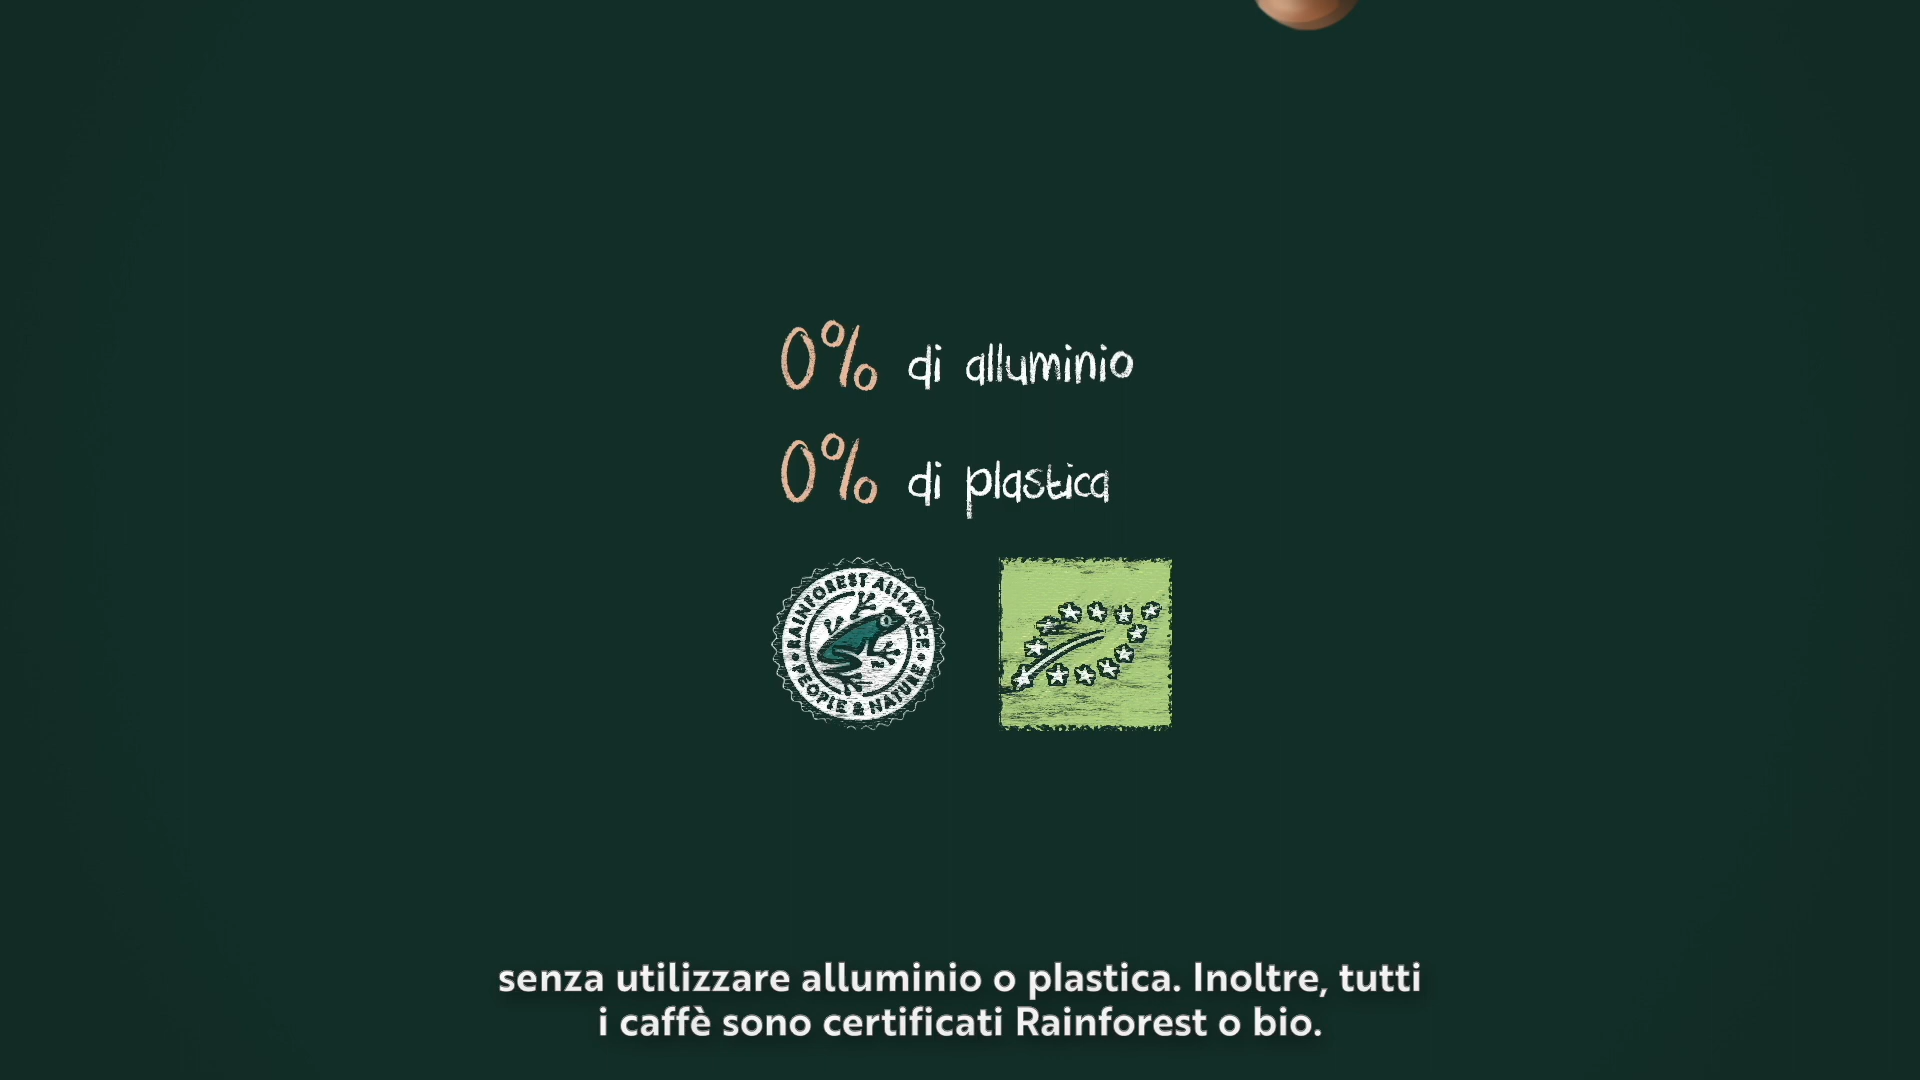 0% di alluminio
0% di plastica
RAINFOREST ALLIANCE
PEOPLE & NATURE
senza utilizzare alluminio o plastica. Inoltre, tutti
i caffè sono certificati Rainforest o bio.